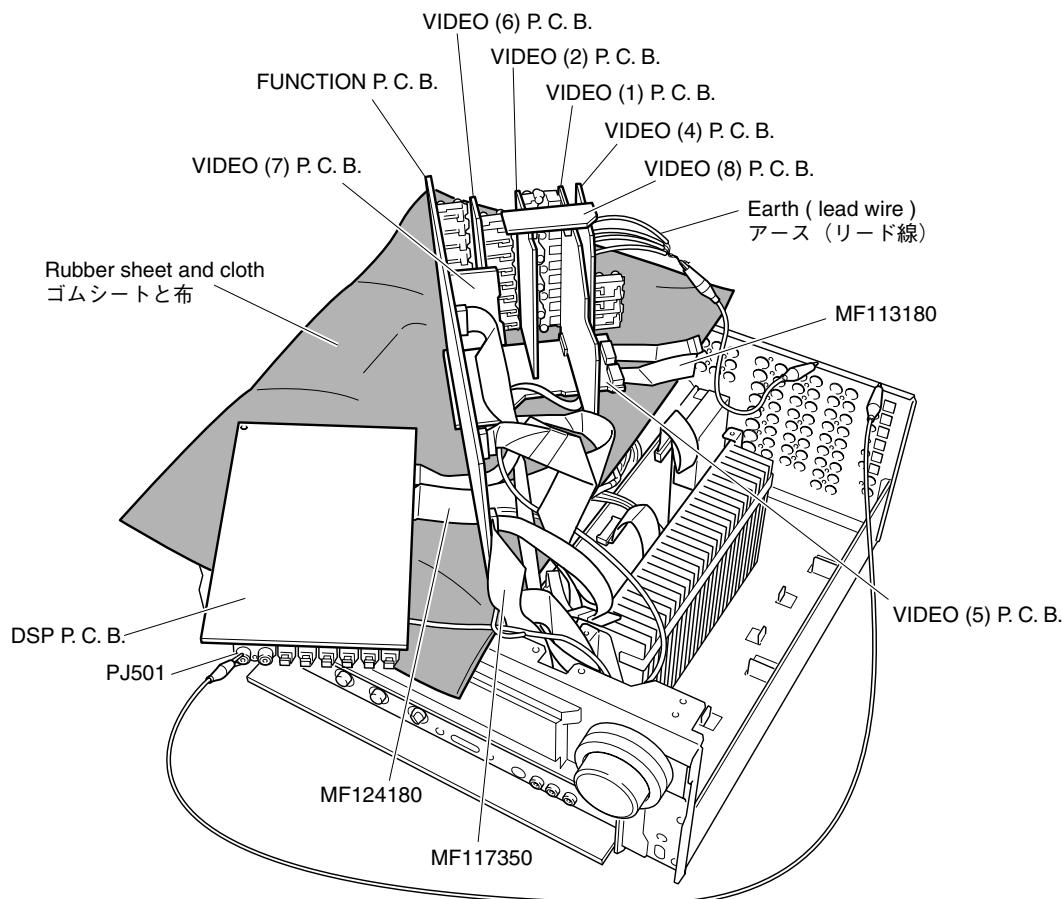 VIDEO (6) P. C. B.
VIDEO (2) P. C. B.
FUNCTION P. C. B.
VIDEO (1) P. C. B.
VIDEO (4) P. C. B.
VIDEO (7) P. C. B.
VIDEO (8) P. C. B.
Earth ( lead wire )
アース（リード線）
Rubber sheet and cloth
ゴムシートと布
MF113180
VIDEO (5) P. C. B.
DSP P. C. B.
PJ501
MF124180
MF117350